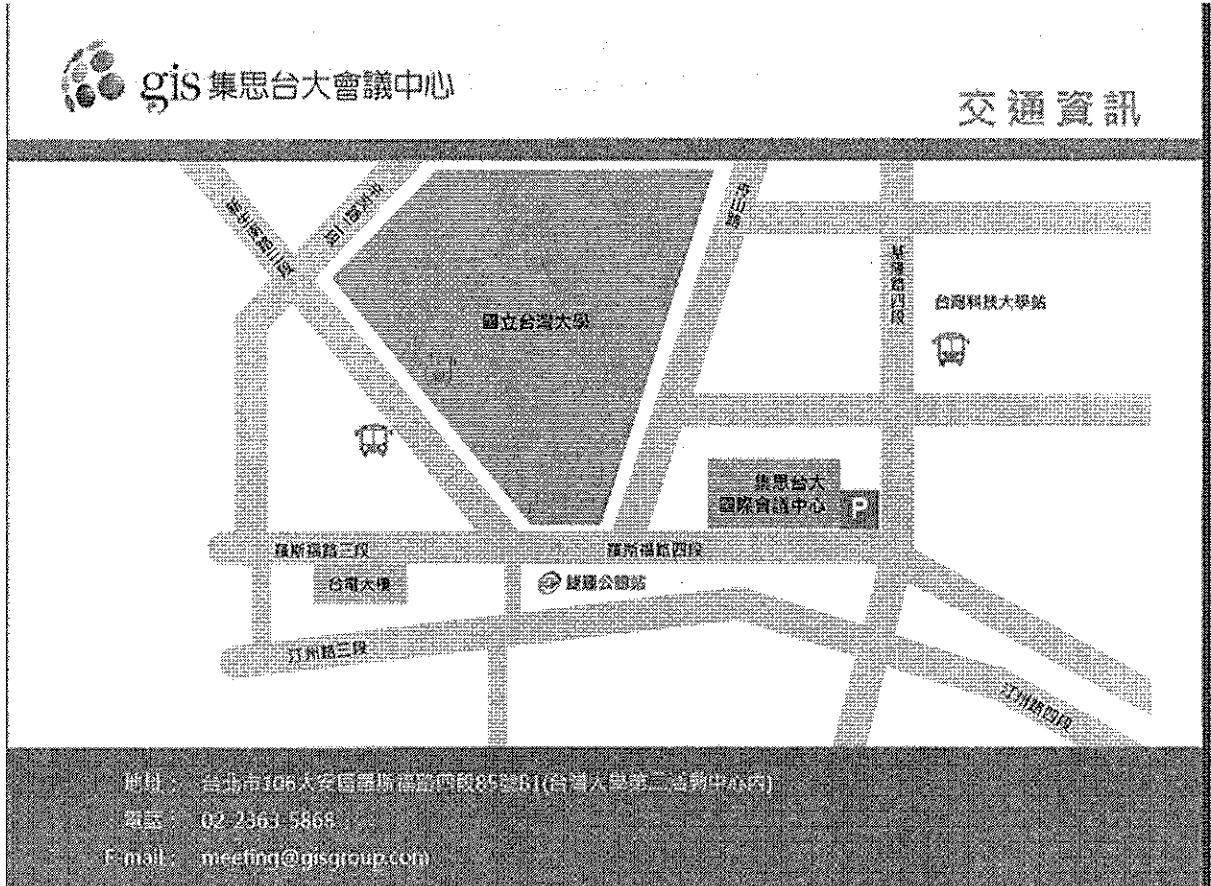 gis 集思台大會議中心
交通資訊
新生南路三段
辛亥路二段
舟山路
基隆路四段
國立台灣大學
台灣科技大學站
集思台大
國際會議中心
P
羅斯福路三段
羅斯福路四段
台電大樓
捷運公館站
汀州路三段
汀州路四段
地址: 台北市106大安區羅斯福路四段85號B1(台灣大學第二活動中心內)
電話: 02-2363-5868
E-mail: meeting@gisgroup.com